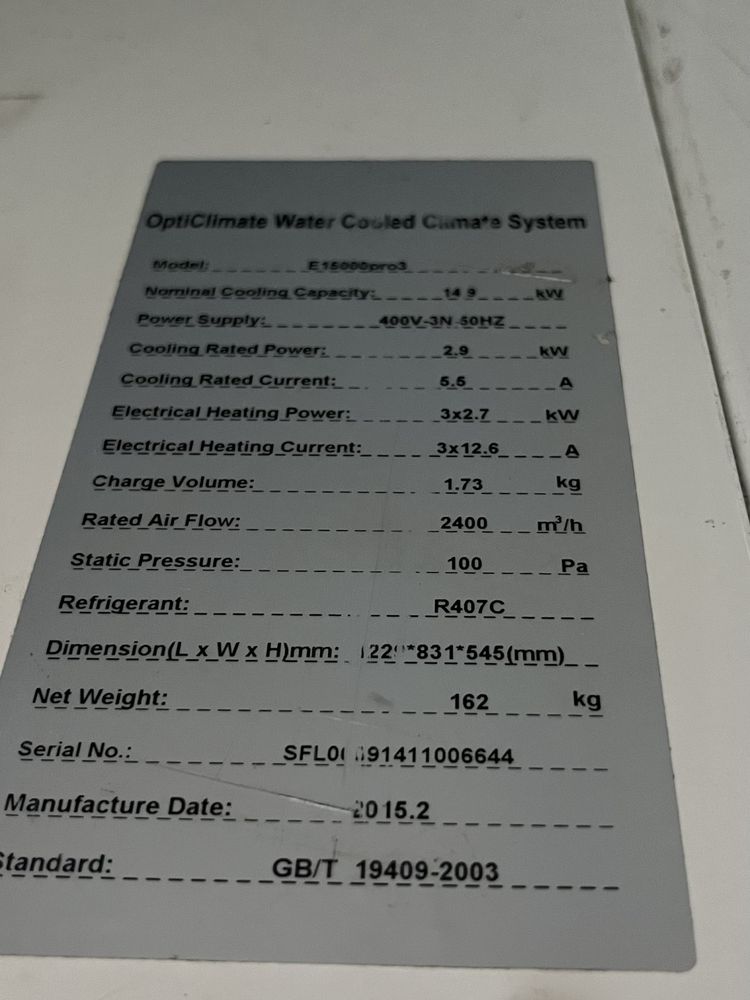 OptiClimate Water Cooled Climate System
Model: E15000pro3
Nominal Cooling Capacity: 14.9 kW
Power Supply: 400V-3N-50HZ
Cooling Rated Power: 2.9 kW
Cooling Rated Current: 5.5 A
Electrical Heating Power: 3x2.7 kW
Electrical Heating Current: 3x12.6 A
Charge Volume: 1.73 kg
Rated Air Flow: 2400 m³/h
Static Pressure: 100 Pa
Refrigerant: R407C
Dimension(L x W x H)mm: *831*545(mm)
Net Weight: 162 kg
Serial No.:
Manufacture Date: 2015.2
Standard: GB/T 19409-2003